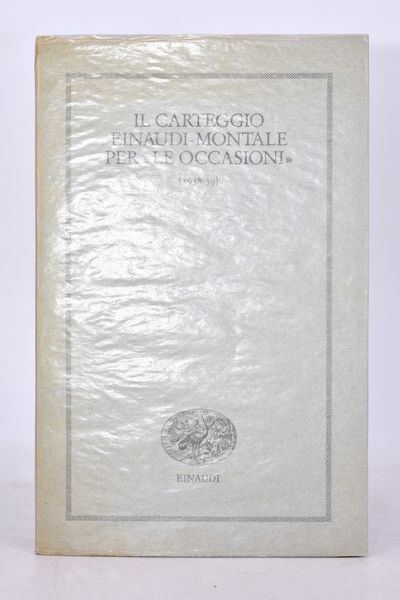 IL CARTEGGIO
EINAUDI-MONTALE
PER «LE OCCASIONI»
(1938-39)
EINAUDI